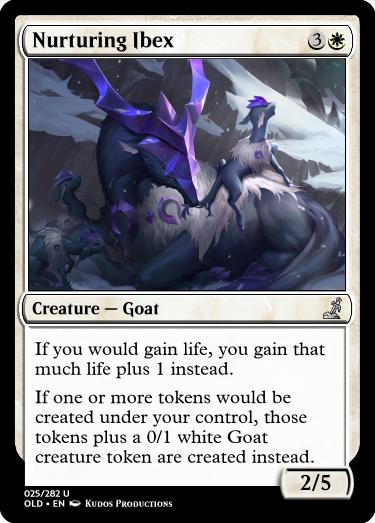 Nurturing Ibex 3
Creature — Goat
If you would gain life, you gain that
much life plus 1 instead.
If one or more tokens would be
created under your control, those
tokens plus a 0/1 white Goat
creature token are created instead.
2/5
025/282 U
OLD • EN Kudos Productions